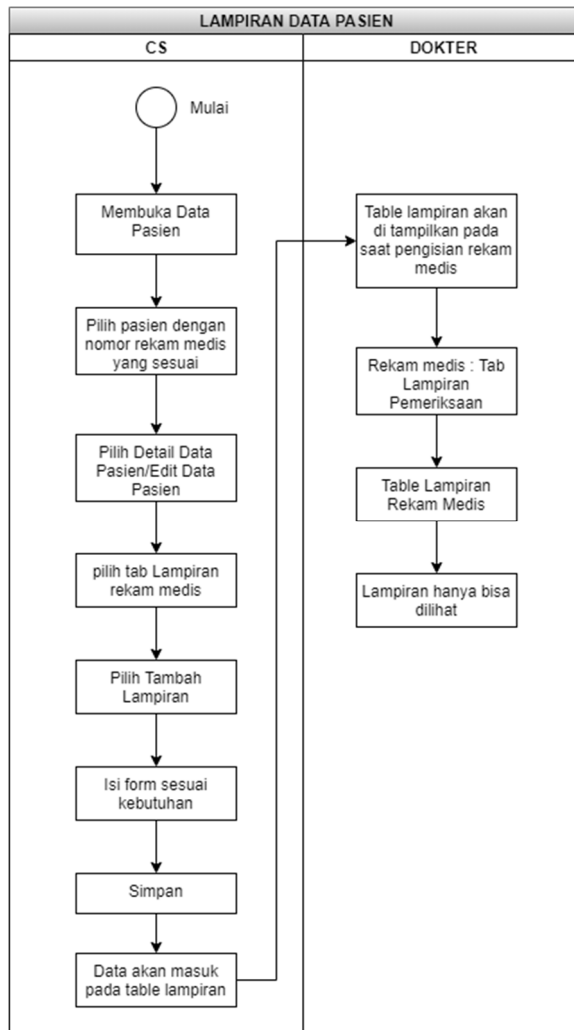 LAMPIRAN DATA PASIEN
CS
DOKTER
Mulai
Membuka Data
Pasien
Pilih pasien dengan
nomor rekam medis
yang sesuai
Pilih Detail Data
Pasien/Edit Data
Pasien
pilih tab Lampiran
rekam medis
Pilih Tambah
Lampiran
Isi form sesuai
kebutuhan
Simpan
Data akan masuk
pada table lampiran
Table lampiran akan
di tampilkan pada
saat pengisian rekam
medis
Rekam medis : Tab
Lampiran
Pemeriksaan
Table Lampiran
Rekam Medis
Lampiran hanya bisa
dilihat